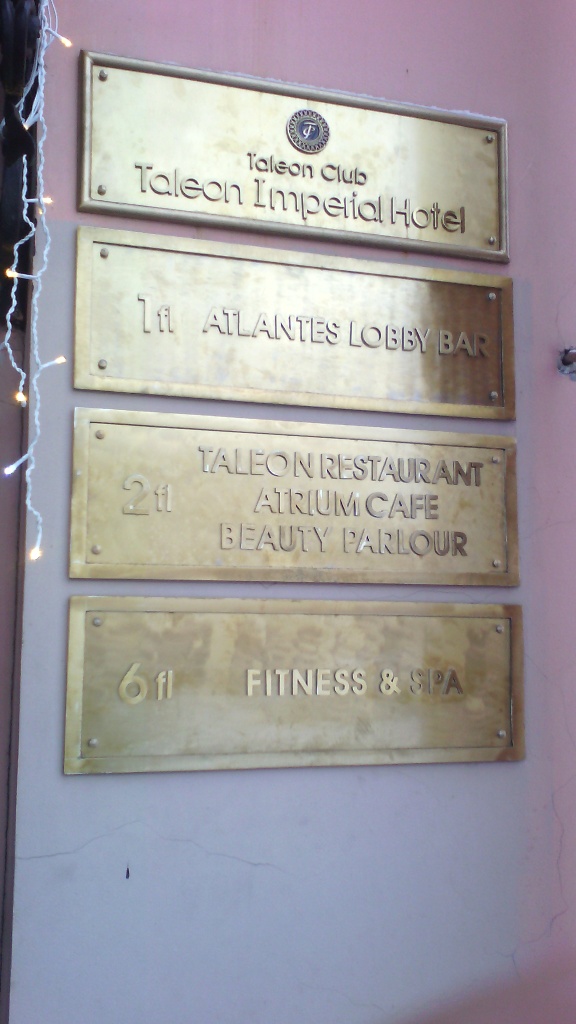 Taleon Club
Taleon Imperial Hotel
1 fl ATLANTES LOBBY BAR
2 fl
TALEON RESTAURANT
ATRIUM CAFE
BEAUTY PARLOUR
6 fl FITNESS & SPA